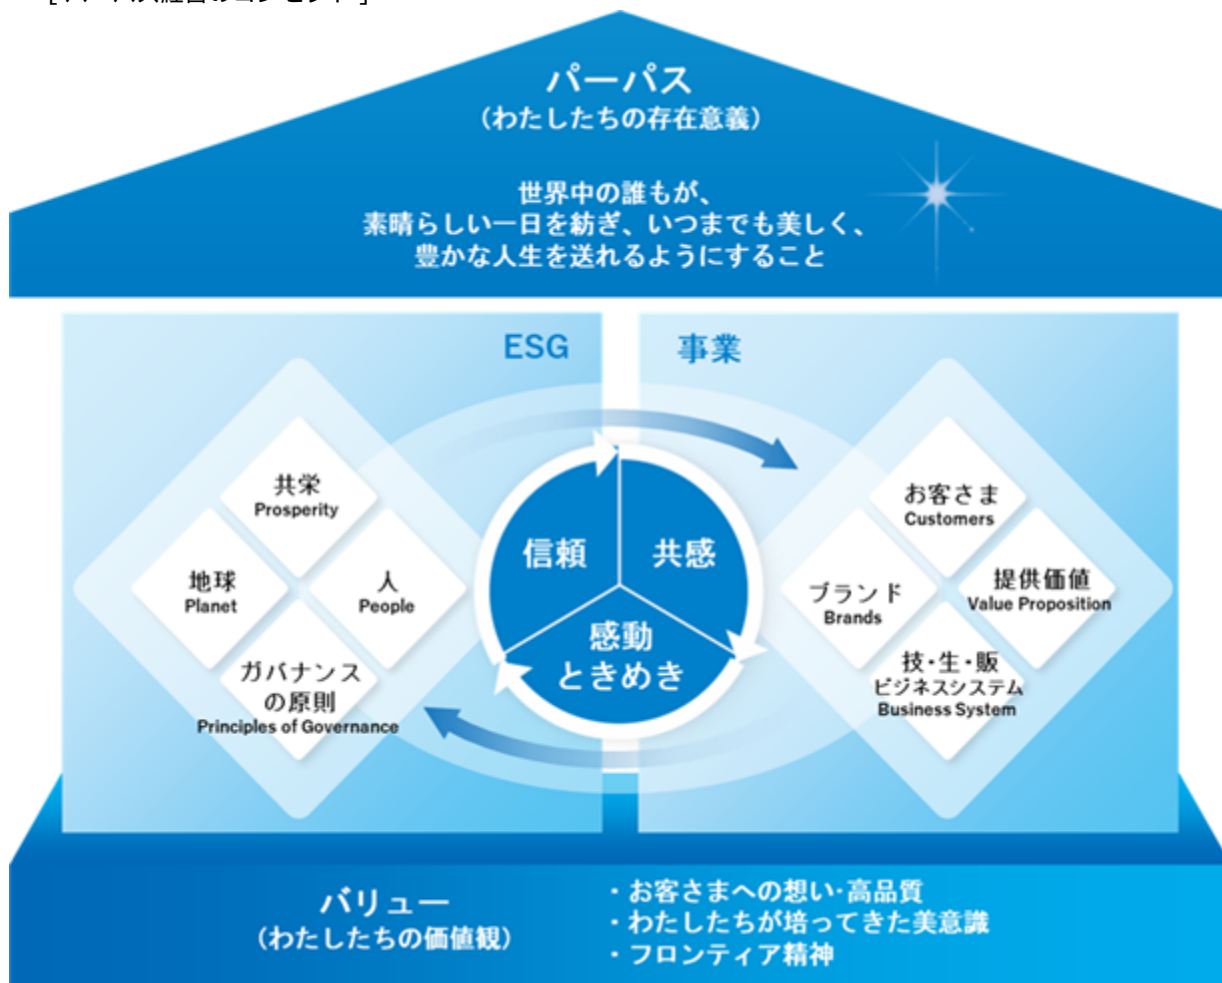 パーパス
（わたしたちの存在意義）
世界中の誰もが、
素晴らしい一日を紡ぎ、いつまでも美しく、
豊かな人生を送れるようにすること
ESG
事業
共栄
Prosperity
地球
Planet
人
People
ガバナンス
の原則
Principles of Governance
信頼
共感
感動
ときめき
お客さま
Customers
ブランド
Brands
提供価値
Value Proposition
技・生・販
ビジネスシステム
Business System
バリュー
（わたしたちの価値観）
・お客さまへの想い・高品質
・わたしたちが培ってきた美意識
・フロンティア精神